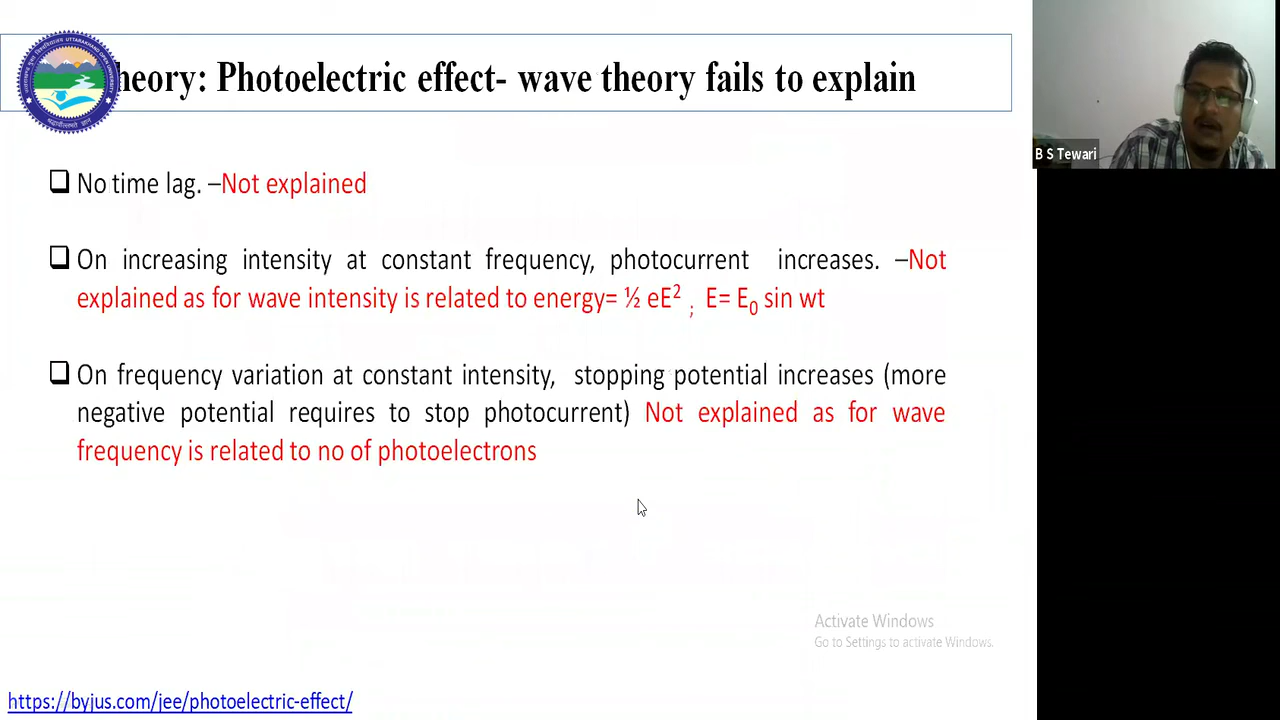 heory: Photoelectric effect- wave theory fails to explain
B S Tewari
❑ No time lag. –Not explained
❑ On increasing intensity at constant frequency, photocurrent increases. –Not
explained as for wave intensity is related to energy= ½ eE² ; E= E₀ sin wt
❑ On frequency variation at constant intensity, stopping potential increases (more
negative potential requires to stop photocurrent) Not explained as for wave
frequency is related to no of photoelectrons
Activate Windows
Go to Settings to activate Windows.
https://byjus.com/jee/photoelectric-effect/